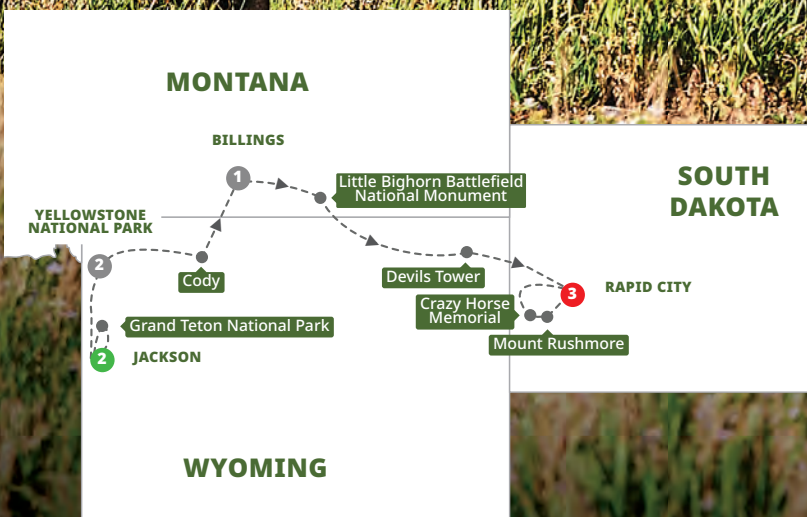 MONTANA
BILLINGS
1
Little Bighorn Battlefield
National Monument
SOUTH
DAKOTA
YELLOWSTONE
NATIONAL PARK
2
Cody
Devils Tower
3
RAPID CITY
Crazy Horse
Memorial
Mount Rushmore
Grand Teton National Park
2
JACKSON
WYOMING